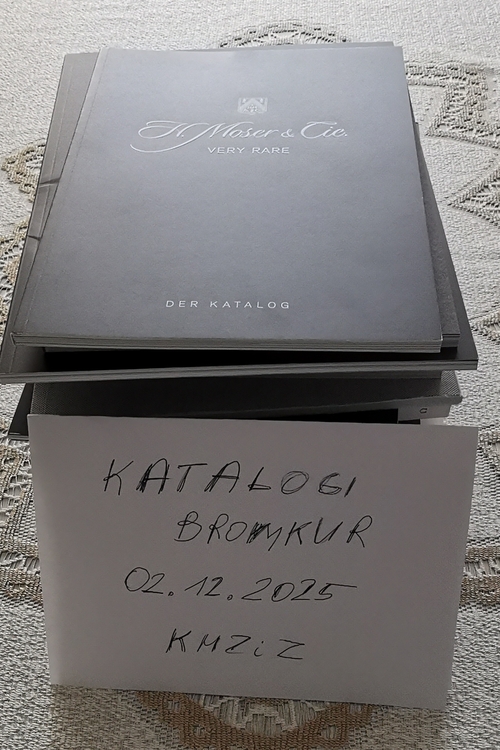 H. Moser & Cie.
VERY RARE
DER KATALOG
KATALOGI
BROMKUR
02.12.2025
KMZiZ